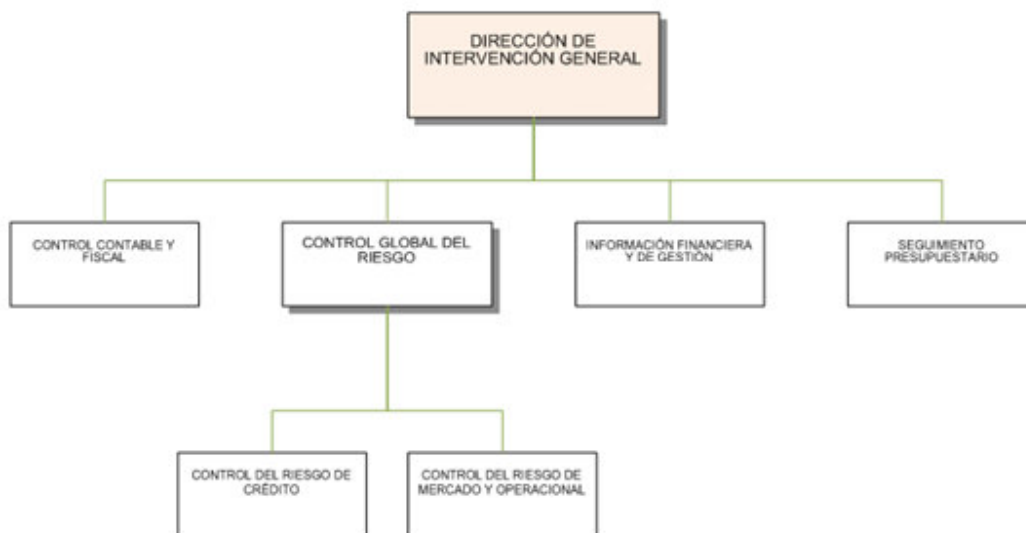 DIRECCIÓN DE
INTERVENCIÓN GENERAL
CONTROL CONTABLE Y
FISCAL
CONTROL GLOBAL DEL
RIESGO
INFORMACIÓN FINANCIERA
Y DE GESTIÓN
SEGUIMIENTO
PRESUPUESTARIO
CONTROL DEL RIESGO DE
CRÉDITO
CONTROL DEL RIESGO DE
MERCADO Y OPERACIONAL